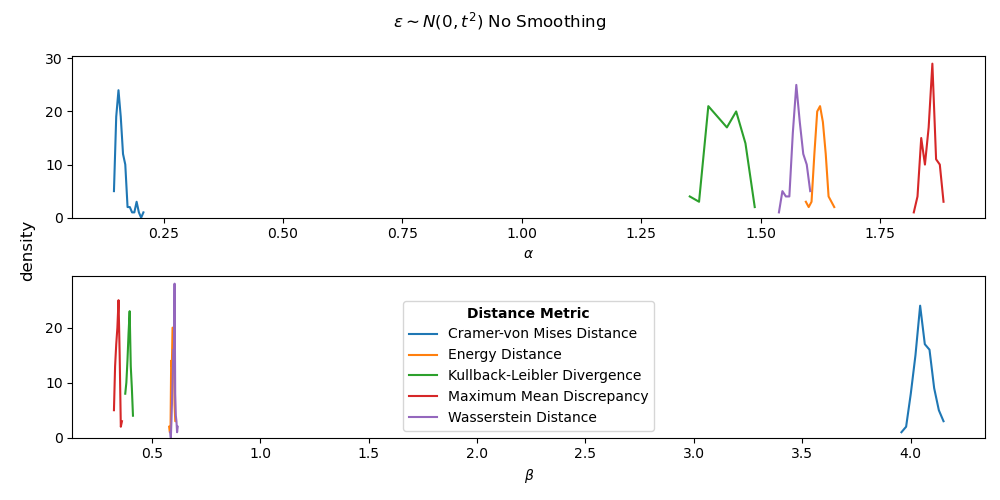 ε ~ N(0, t²) No Smoothing
30
20
10
0
0.25 0.50 0.75 1.00 1.25 1.50 1.75
α
density
20
10
0
Distance Metric
Cramer-von Mises Distance
Energy Distance
Kullback-Leibler Divergence
Maximum Mean Discrepancy
Wasserstein Distance
0.5 1.0 1.5 2.0 2.5 3.0 3.5 4.0
β